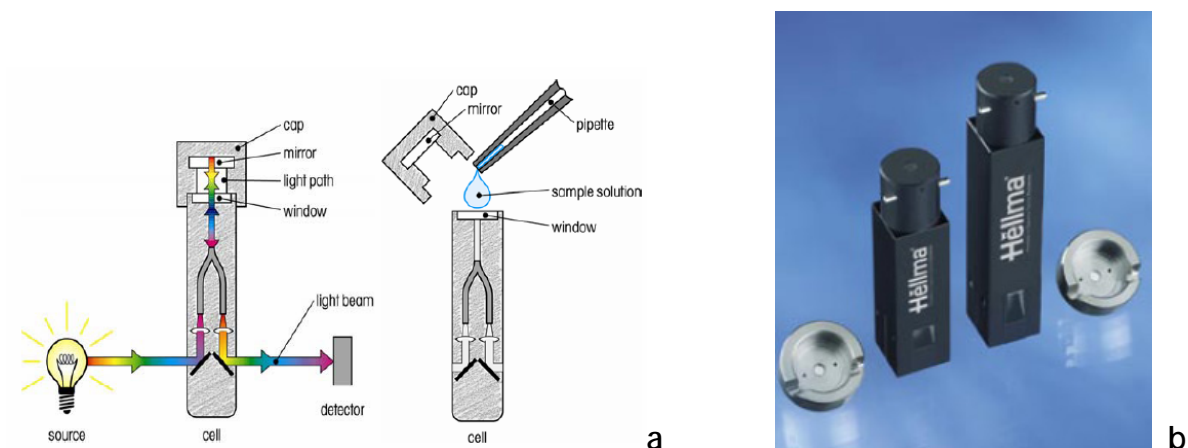 cap
mirror
light path
window
light beam
source
cell
detector
cap
mirror
pipette
sample solution
window
cell
a
Hellma
Hellma
b